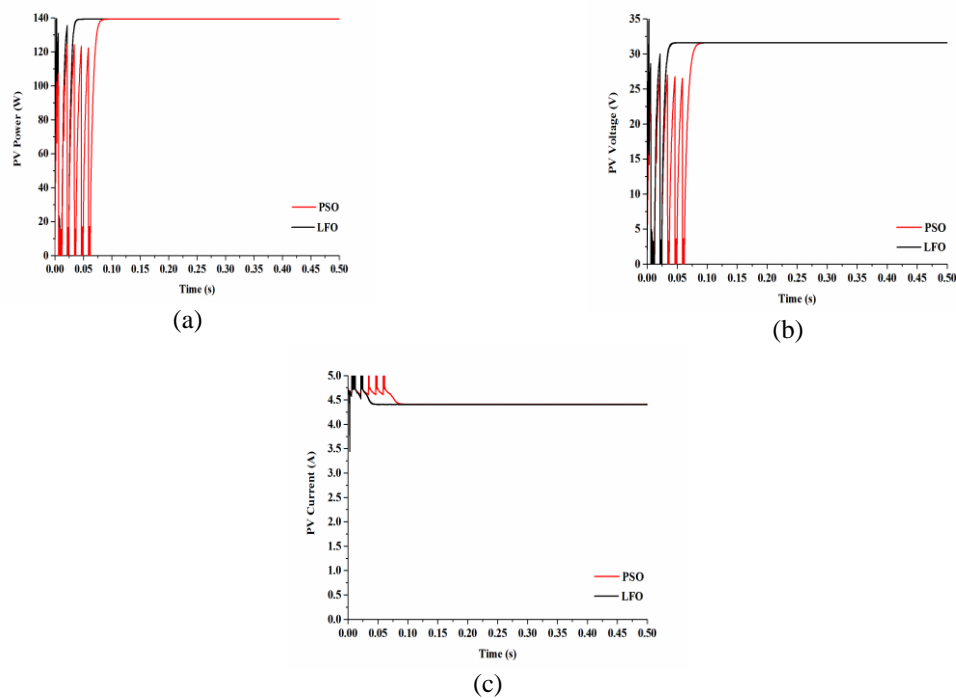 PV Power (W)
140
120
100
80
60
40
20
0
0.00 0.05 0.10 0.15 0.20 0.25 0.30 0.35 0.40 0.45 0.50
Time (s)
PSO
LFO
(a)
PV Voltage (V)
35
30
25
20
15
10
5
0
0.00 0.05 0.10 0.15 0.20 0.25 0.30 0.35 0.40 0.45 0.50
Time (s)
PSO
LFO
(b)
PV Current (A)
5.0
4.5
4.0
3.5
3.0
2.5
2.0
1.5
1.0
0.5
0.0
0.00 0.05 0.10 0.15 0.20 0.25 0.30 0.35 0.40 0.45 0.50
Time (s)
PSO
LFO
(c)